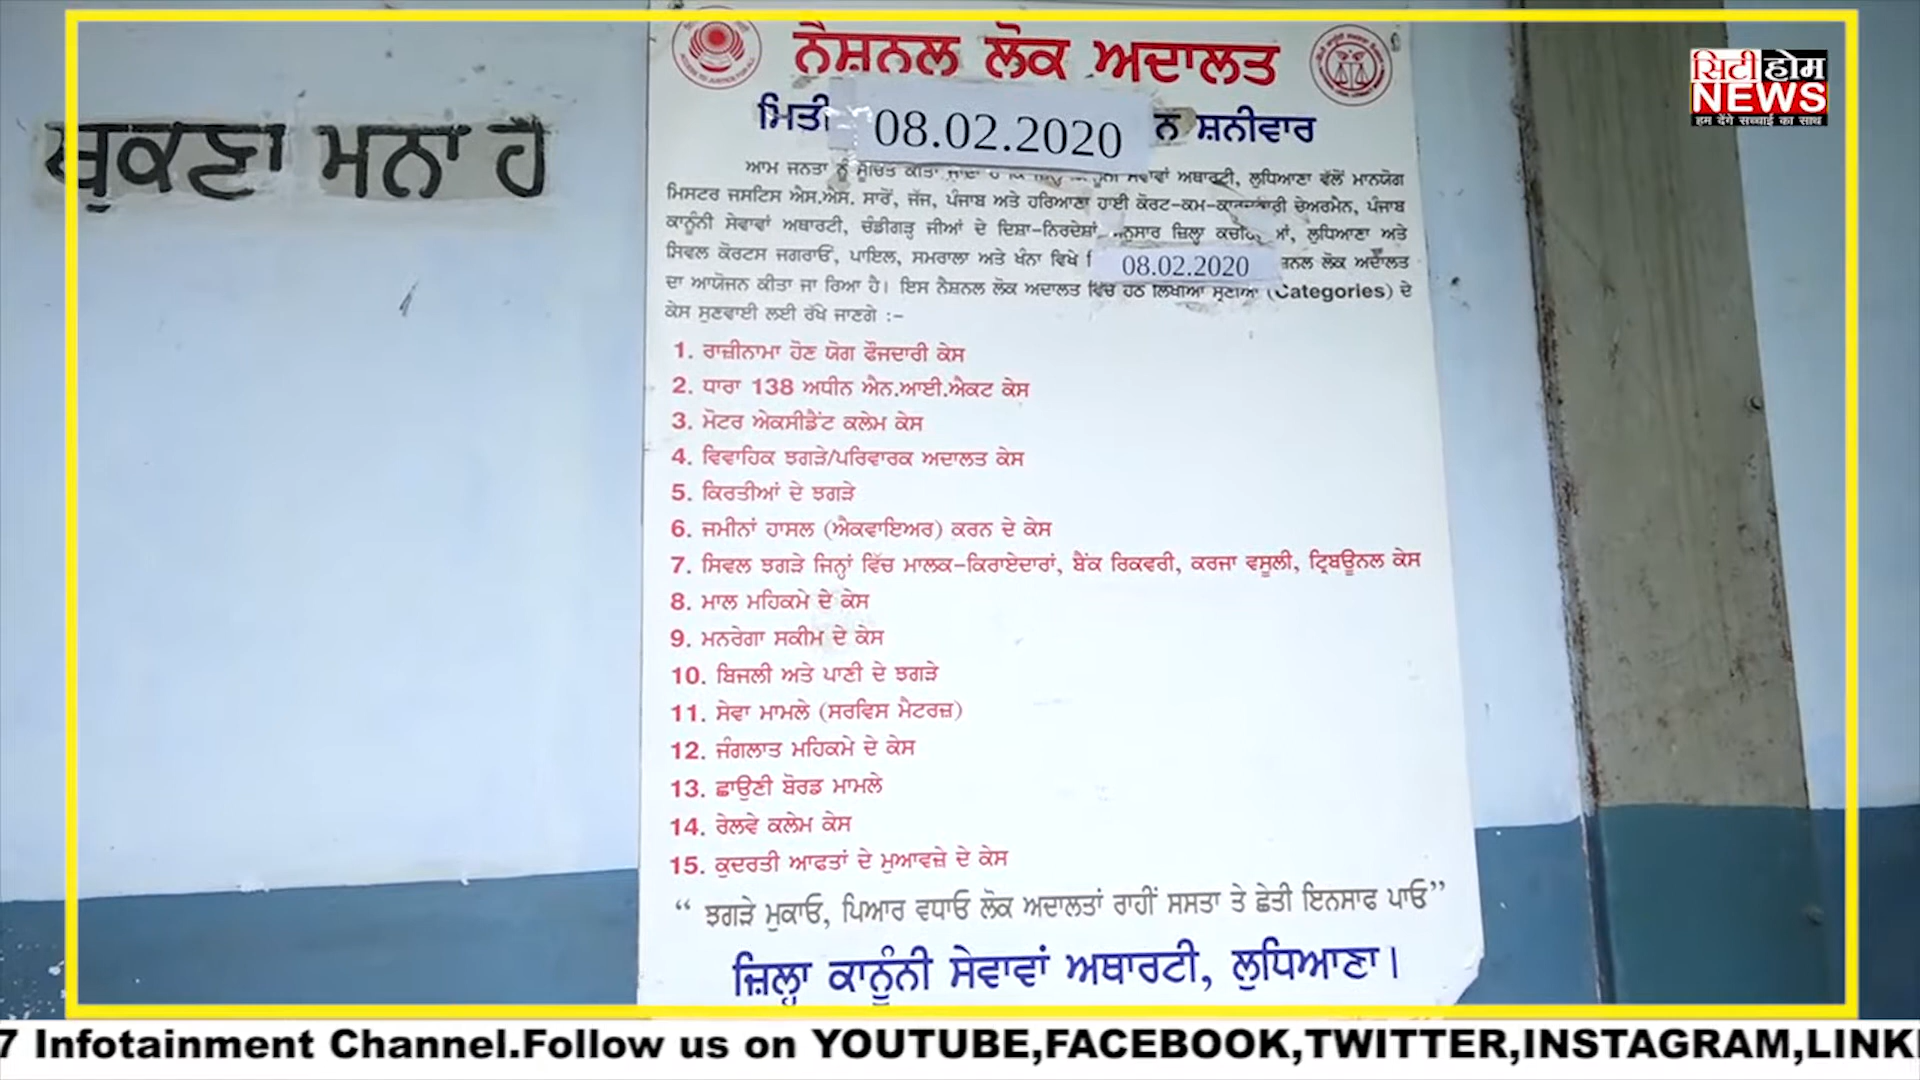 ਥੁਕਣਾ ਮਨਾ ਹੈ
ਨੈਸ਼ਨਲ ਲੋਕ ਅਦਾਲਤ
ਮਿਤੀ 08.02.2020 ਨ ਸ਼ਨੀਵਾਰ
ਆਮ ਜਨਤਾ ਨੂੰ ਸੂਚਿਤ ਕੀਤਾ ਜਾਂਦਾ ਹੈ ਕਿ ਸੇਵਾਵਾਂ ਅਥਾਰਟੀ, ਲੁਧਿਆਣਾ ਵੱਲੋਂ ਮਾਨਯੋਗ
ਮਿਸਟਰ ਜਸਟਿਸ ਐਸ.ਐਸ. ਸਾਰੋਂ, ਜੱਜ, ਪੰਜਾਬ ਅਤੇ ਹਰਿਆਣਾ ਹਾਈ ਕੋਰਟ-ਕਮ-ਕਾਰਜਕਾਰੀ ਚੇਅਰਮੈਨ, ਪੰਜਾਬ
ਕਾਨੂੰਨੀ ਸੇਵਾਵਾਂ ਅਥਾਰਟੀ, ਚੰਡੀਗੜ੍ਹ ਜੀਆਂ ਦੇ ਦਿਸ਼ਾ-ਨਿਰਦੇਸ਼ਾਂ ਅਨੁਸਾਰ ਜ਼ਿਲ੍ਹਾ ਕਚਹਿਰੀਆਂ, ਲੁਧਿਆਣਾ ਅਤੇ
ਸਿਵਲ ਕੋਰਟਸ ਜਗਰਾਓਂ, ਪਾਇਲ, ਸਮਰਾਲਾ ਅਤੇ ਖੰਨਾ ਵਿਖੇ 08.02.2020 ਸ਼ਨਲ ਲੋਕ ਅਦਾਲਤ
ਦਾ ਆਯੋਜਨ ਕੀਤਾ ਜਾ ਰਿਆ ਹੈ। ਇਸ ਨੈਸ਼ਨਲ ਲੋਕ ਅਦਾਲਤ ਵਿੱਚ ਹੇਠ ਲਿਖੀਆਂ ਸ੍ਰੇਣੀਆਂ (Categories) ਦੇ
ਕੇਸ ਸੁਣਵਾਈ ਲਈ ਰੱਖੇ ਜਾਣਗੇ :-
1. ਰਾਜ਼ੀਨਾਮਾ ਹੋਣ ਯੋਗ ਫੌਜਦਾਰੀ ਕੇਸ
2. ਧਾਰਾ 138 ਅਧੀਨ ਐਨ.ਆਈ.ਐਕਟ ਕੇਸ
3. ਮੋਟਰ ਐਕਸੀਡੈਂਟ ਕਲੇਮ ਕੇਸ
4. ਵਿਵਾਹਿਕ ਝਗੜੇ/ਪਰਿਵਾਰਕ ਅਦਾਲਤ ਕੇਸ
5. ਕਿਰਤੀਆਂ ਦੇ ਝਗੜੇ
6. ਜਮੀਨਾਂ ਹਾਸਲ (ਐਕਵਾਇਅਰ) ਕਰਨ ਦੇ ਕੇਸ
7. ਸਿਵਲ ਝਗੜੇ ਜਿਨ੍ਹਾਂ ਵਿੱਚ ਮਾਲਕ-ਕਿਰਾਏਦਾਰਾਂ, ਬੈਂਕ ਰਿਕਵਰੀ, ਕਰਜਾ ਵਸੂਲੀ, ਟ੍ਰਿਬਊਨਲ ਕੇਸ
8. ਮਾਲ ਮਹਿਕਮੇ ਦੇ ਕੇਸ
9. ਮਨਰੇਗਾ ਸਕੀਮ ਦੇ ਕੇਸ
10. ਬਿਜਲੀ ਅਤੇ ਪਾਣੀ ਦੇ ਝਗੜੇ
11. ਸੇਵਾ ਮਾਮਲੇ (ਸਰਵਿਸ ਮੈਟਰਜ਼)
12. ਜੰਗਲਾਤ ਮਹਿਕਮੇ ਦੇ ਕੇਸ
13. ਛਾਉਣੀ ਬੋਰਡ ਮਾਮਲੇ
14. ਰੇਲਵੇ ਕਲੇਮ ਕੇਸ
15. ਕੁਦਰਤੀ ਆਫਤਾਂ ਦੇ ਮੁਆਵਜ਼ੇ ਦੇ ਕੇਸ
“ ਝਗੜੇ ਮੁਕਾਓ, ਪਿਆਰ ਵਧਾਓ ਲੋਕ ਅਦਾਲਤਾਂ ਰਾਹੀਂ ਸਸਤਾ ਤੇ ਛੇਤੀ ਇਨਸਾਫ ਪਾਓ”
ਜ਼ਿਲ੍ਹਾ ਕਾਨੂੰਨੀ ਸੇਵਾਵਾਂ ਅਥਾਰਟੀ, ਲੁਧਿਆਣਾ।
सिटी होम
NEWS
हम देंगे सच्चाई का साथ
7 Infotainment Channel.Follow us on YOUTUBE,FACEBOOK,TWITTER,INSTAGRAM,LINK